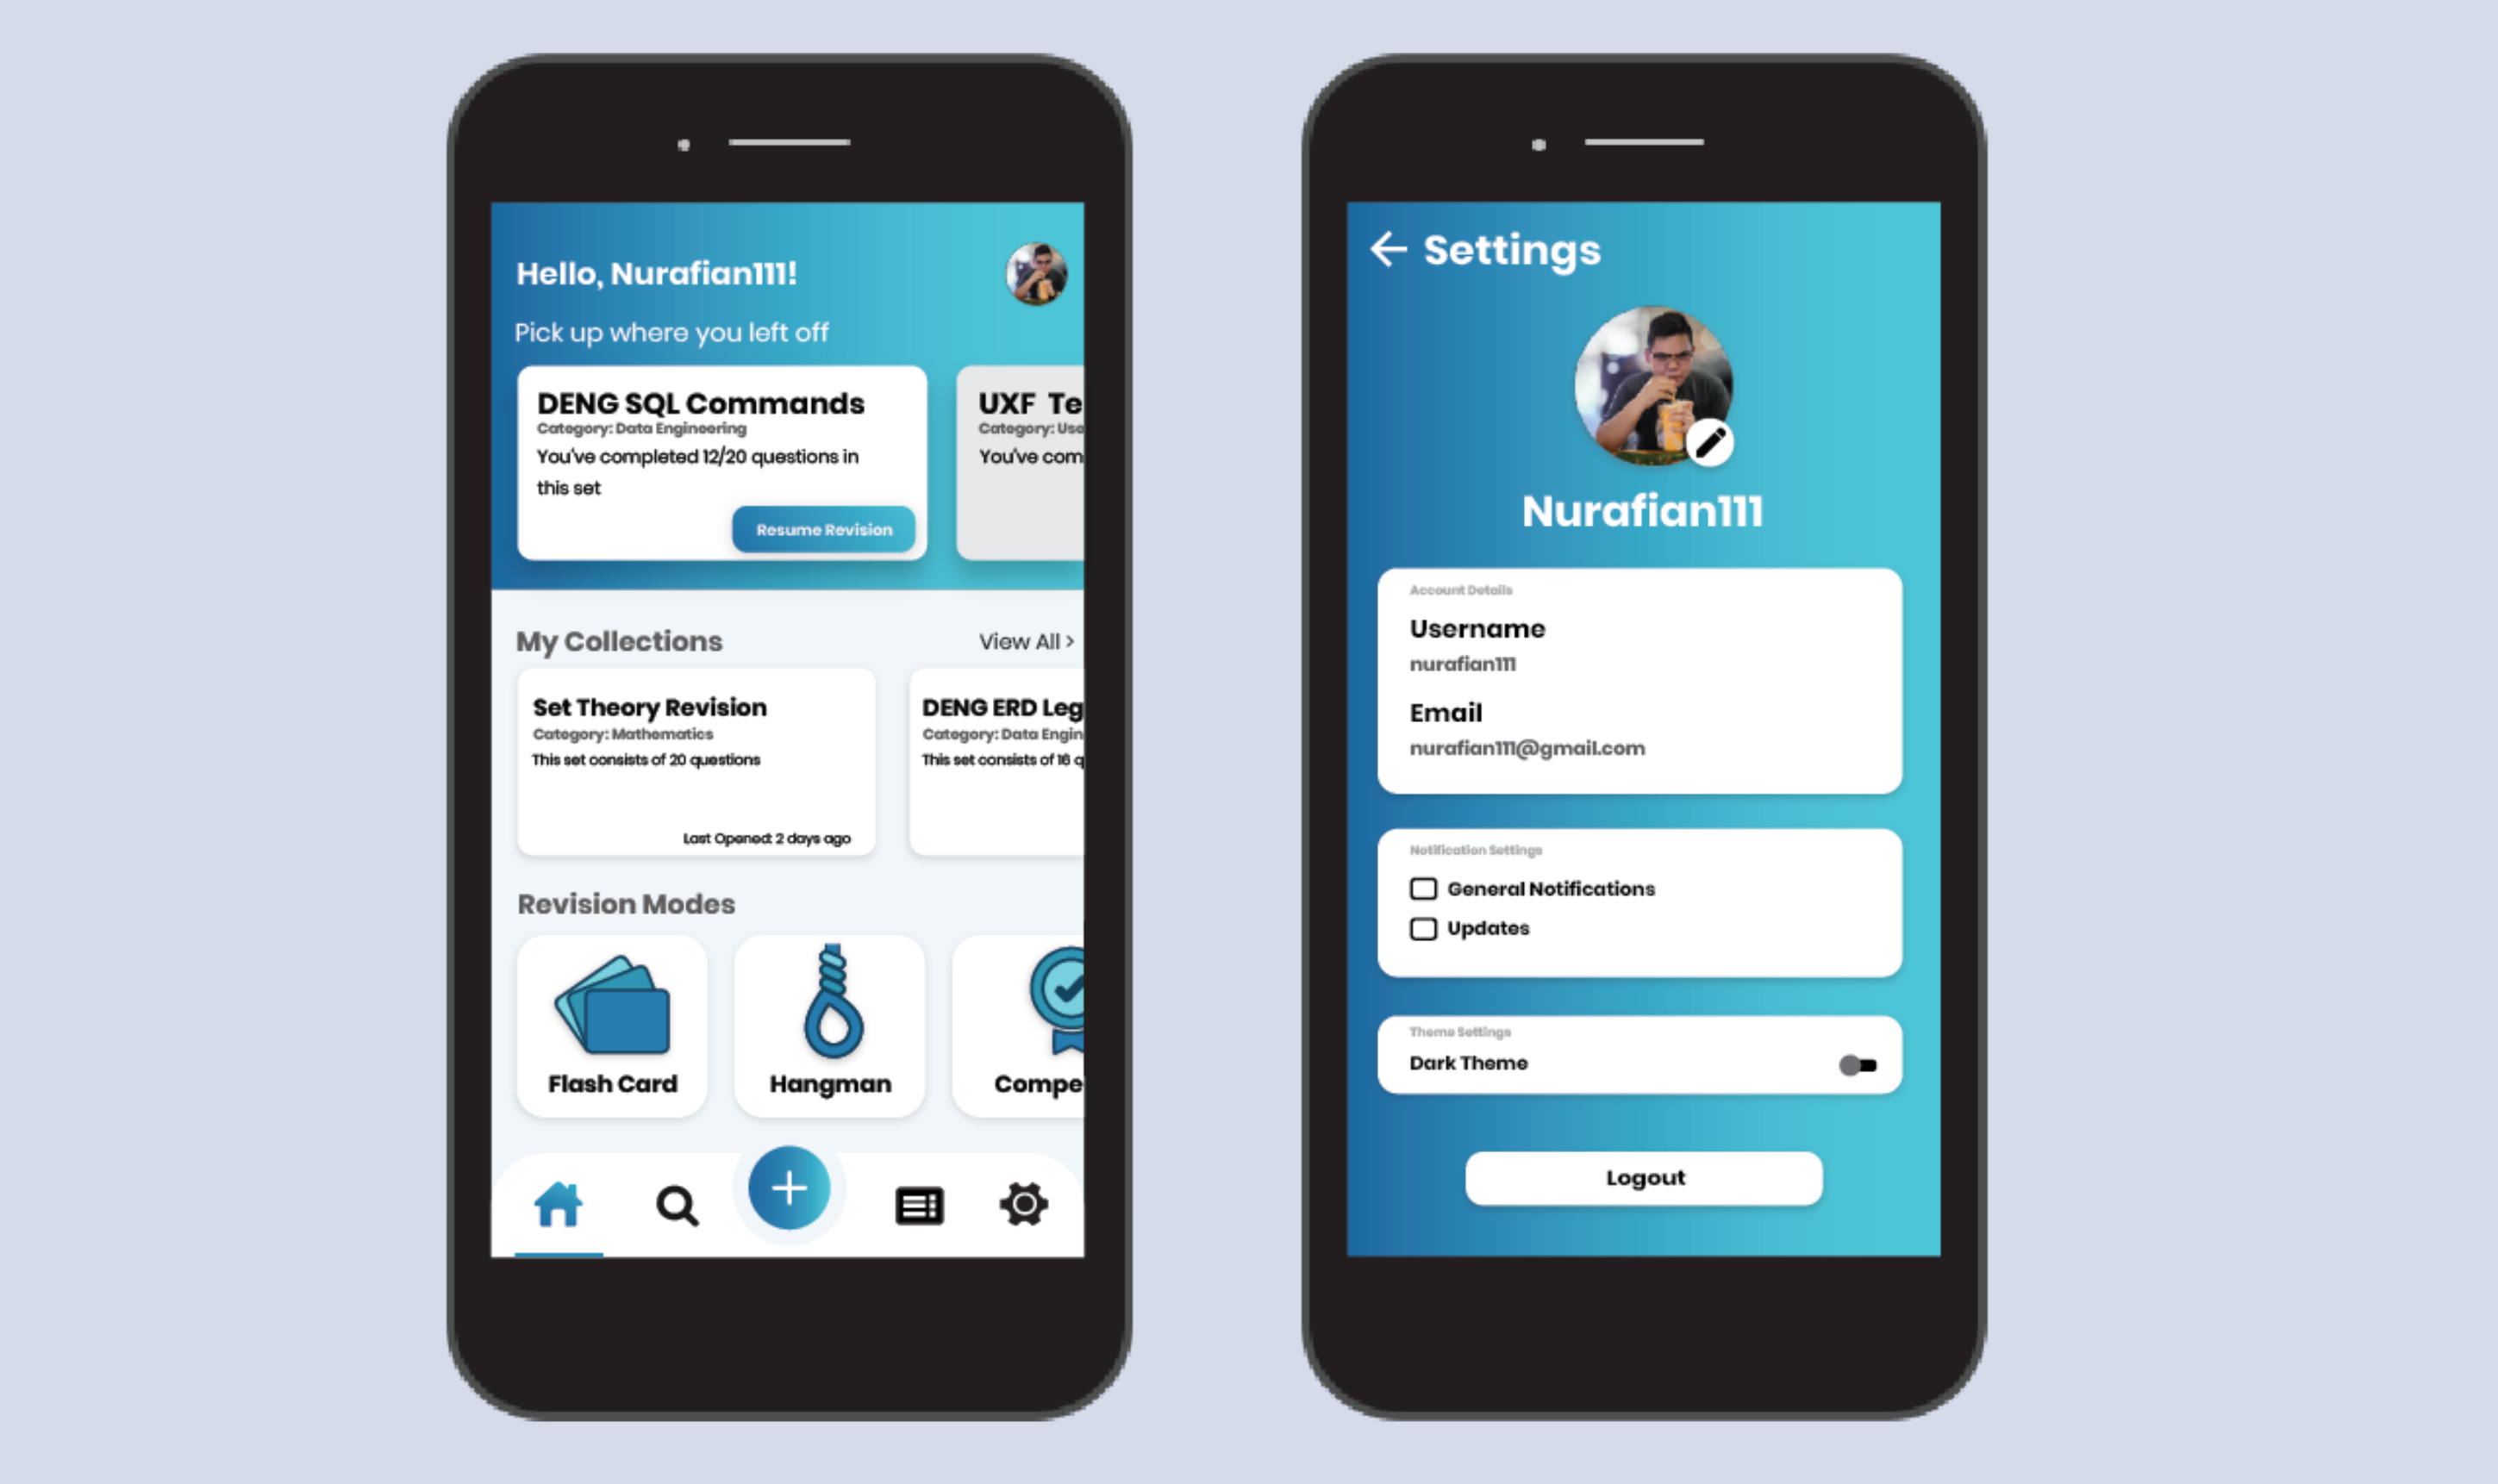 Hello, Nurafian111!
Pick up where you left off
DENG SQL Commands
Category: Data Engineering
You've completed 12/20 questions in
this set
Resume Revision
UXF Te
Category: Use
You've com
My Collections
View All >
Set Theory Revision
Category: Mathematics
This set consists of 20 questions
Last Opened: 2 days ago
DENG ERD Leg
Category: Data Engin
This set consists of 16 q
Revision Modes
Flash Card
Hangman
Compe
Settings
Nurafian111
Account Details
Username
nurafian111
Email
nurafian111@gmail.com
Notification Settings
General Notifications
Updates
Theme Settings
Dark Theme
Logout